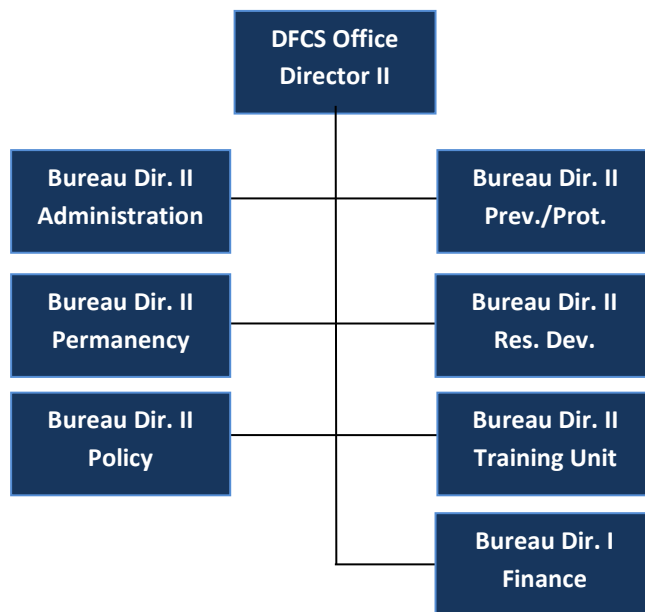 DFCS Office
Director II
Bureau Dir. II
Administration
Bureau Dir. II
Prev./Prot.
Bureau Dir. II
Permanency
Bureau Dir. II
Res. Dev.
Bureau Dir. II
Policy
Bureau Dir. II
Training Unit
Bureau Dir. I
Finance